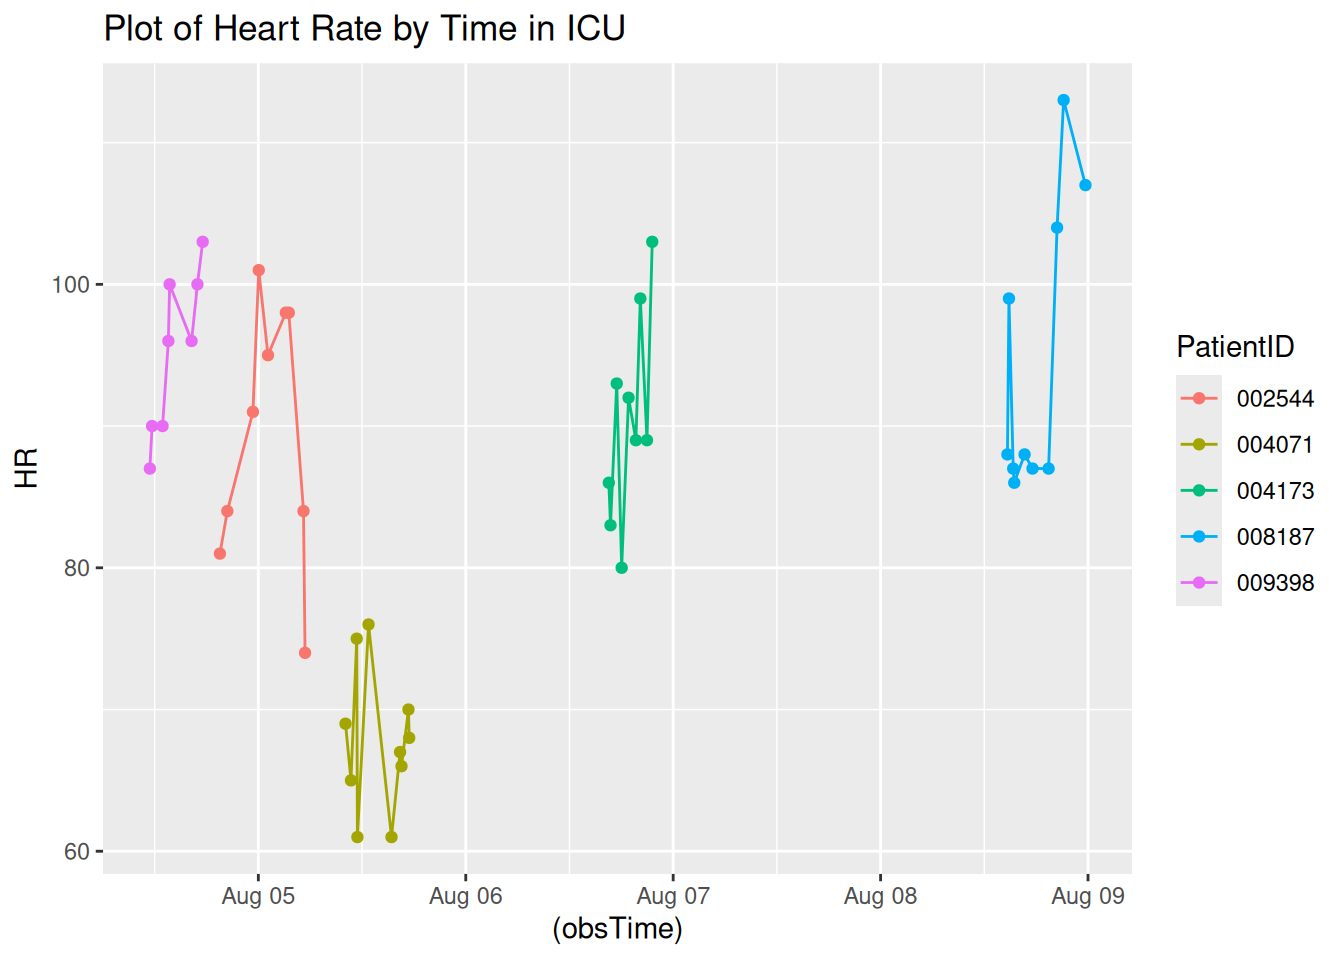 Plot of Heart Rate by Time in ICU
HR
100
80
60
Aug 05
Aug 06
Aug 07
Aug 08
Aug 09
(obsTime)
PatientID
002544
004071
004173
008187
009398